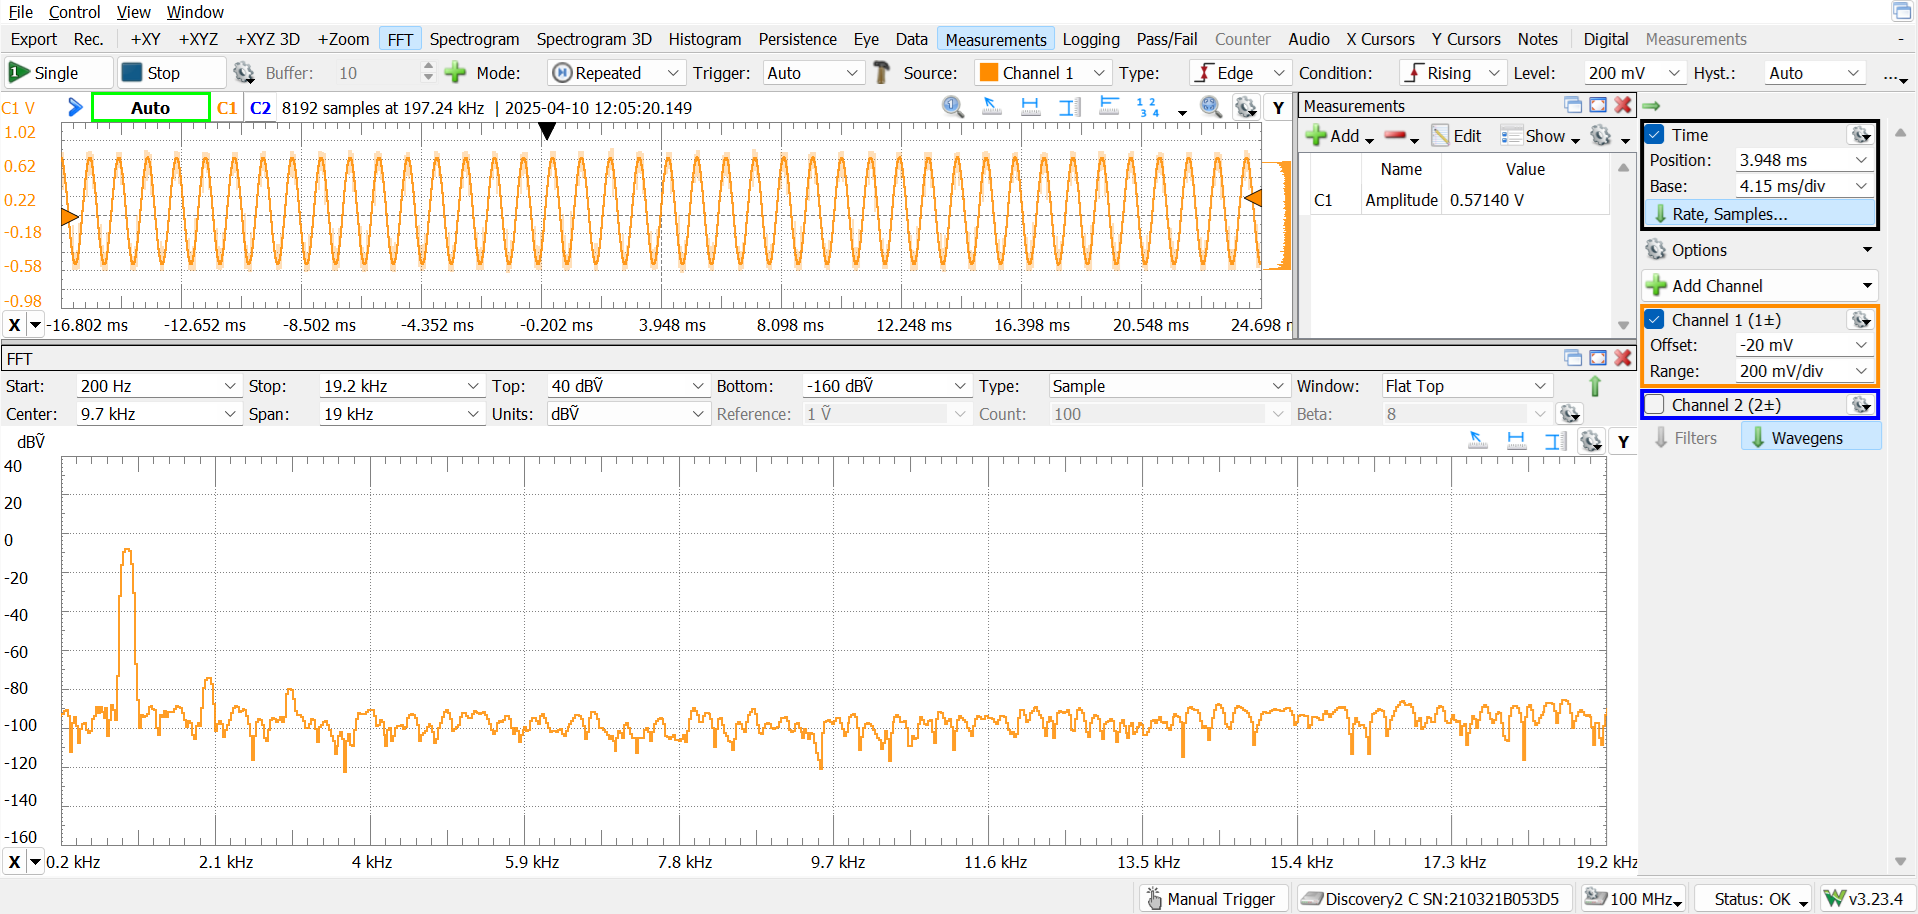 File Control View Window
Export Rec. +XY +XYZ +XYZ 3D +Zoom FFT Spectrogram Spectrogram 3D Histogram Persistence Eye Data Measurements Logging Pass/Fail Counter Audio X Cursors Y Cursors Notes Digital Measurements -
1 Single Stop Buffer: 10 Mode: Repeated Trigger: Auto Source: Channel 1 Type: Edge Condition: Rising Level: 200 mV Hyst.: Auto ...
C1 V Auto C1 C2 8192 samples at 197.24 kHz | 2025-04-10 12:05:20.149 1 2 3 4 Y
1.02
0.62
0.22
-0.18
-0.58
-0.98
X -16.802 ms -12.652 ms -8.502 ms -4.352 ms -0.202 ms 3.948 ms 8.098 ms 12.248 ms 16.398 ms 20.548 ms 24.698 r
Measurements
Add Edit Show
Name Value
C1 Amplitude 0.57140 V
Time
Position: 3.948 ms
Base: 4.15 ms/div
Rate, Samples...
Options
Add Channel
Channel 1 (1±)
Offset: -20 mV
Range: 200 mV/div
Channel 2 (2±)
Filters Wavegens
FFT
Start: 200 Hz Stop: 19.2 kHz Top: 40 dBṼ Bottom: -160 dBṼ Type: Sample Window: Flat Top
Center: 9.7 kHz Span: 19 kHz Units: dBṼ Reference: 1 Ṽ Count: 100 Beta: 8
dBṼ Y
40
20
0
-20
-40
-60
-80
-100
-120
-140
-160
X 0.2 kHz 2.1 kHz 4 kHz 5.9 kHz 7.8 kHz 9.7 kHz 11.6 kHz 13.5 kHz 15.4 kHz 17.3 kHz 19.2 kHz
Manual Trigger Discovery2 C SN:210321B053D5 100 MHz Status: OK W v3.23.4